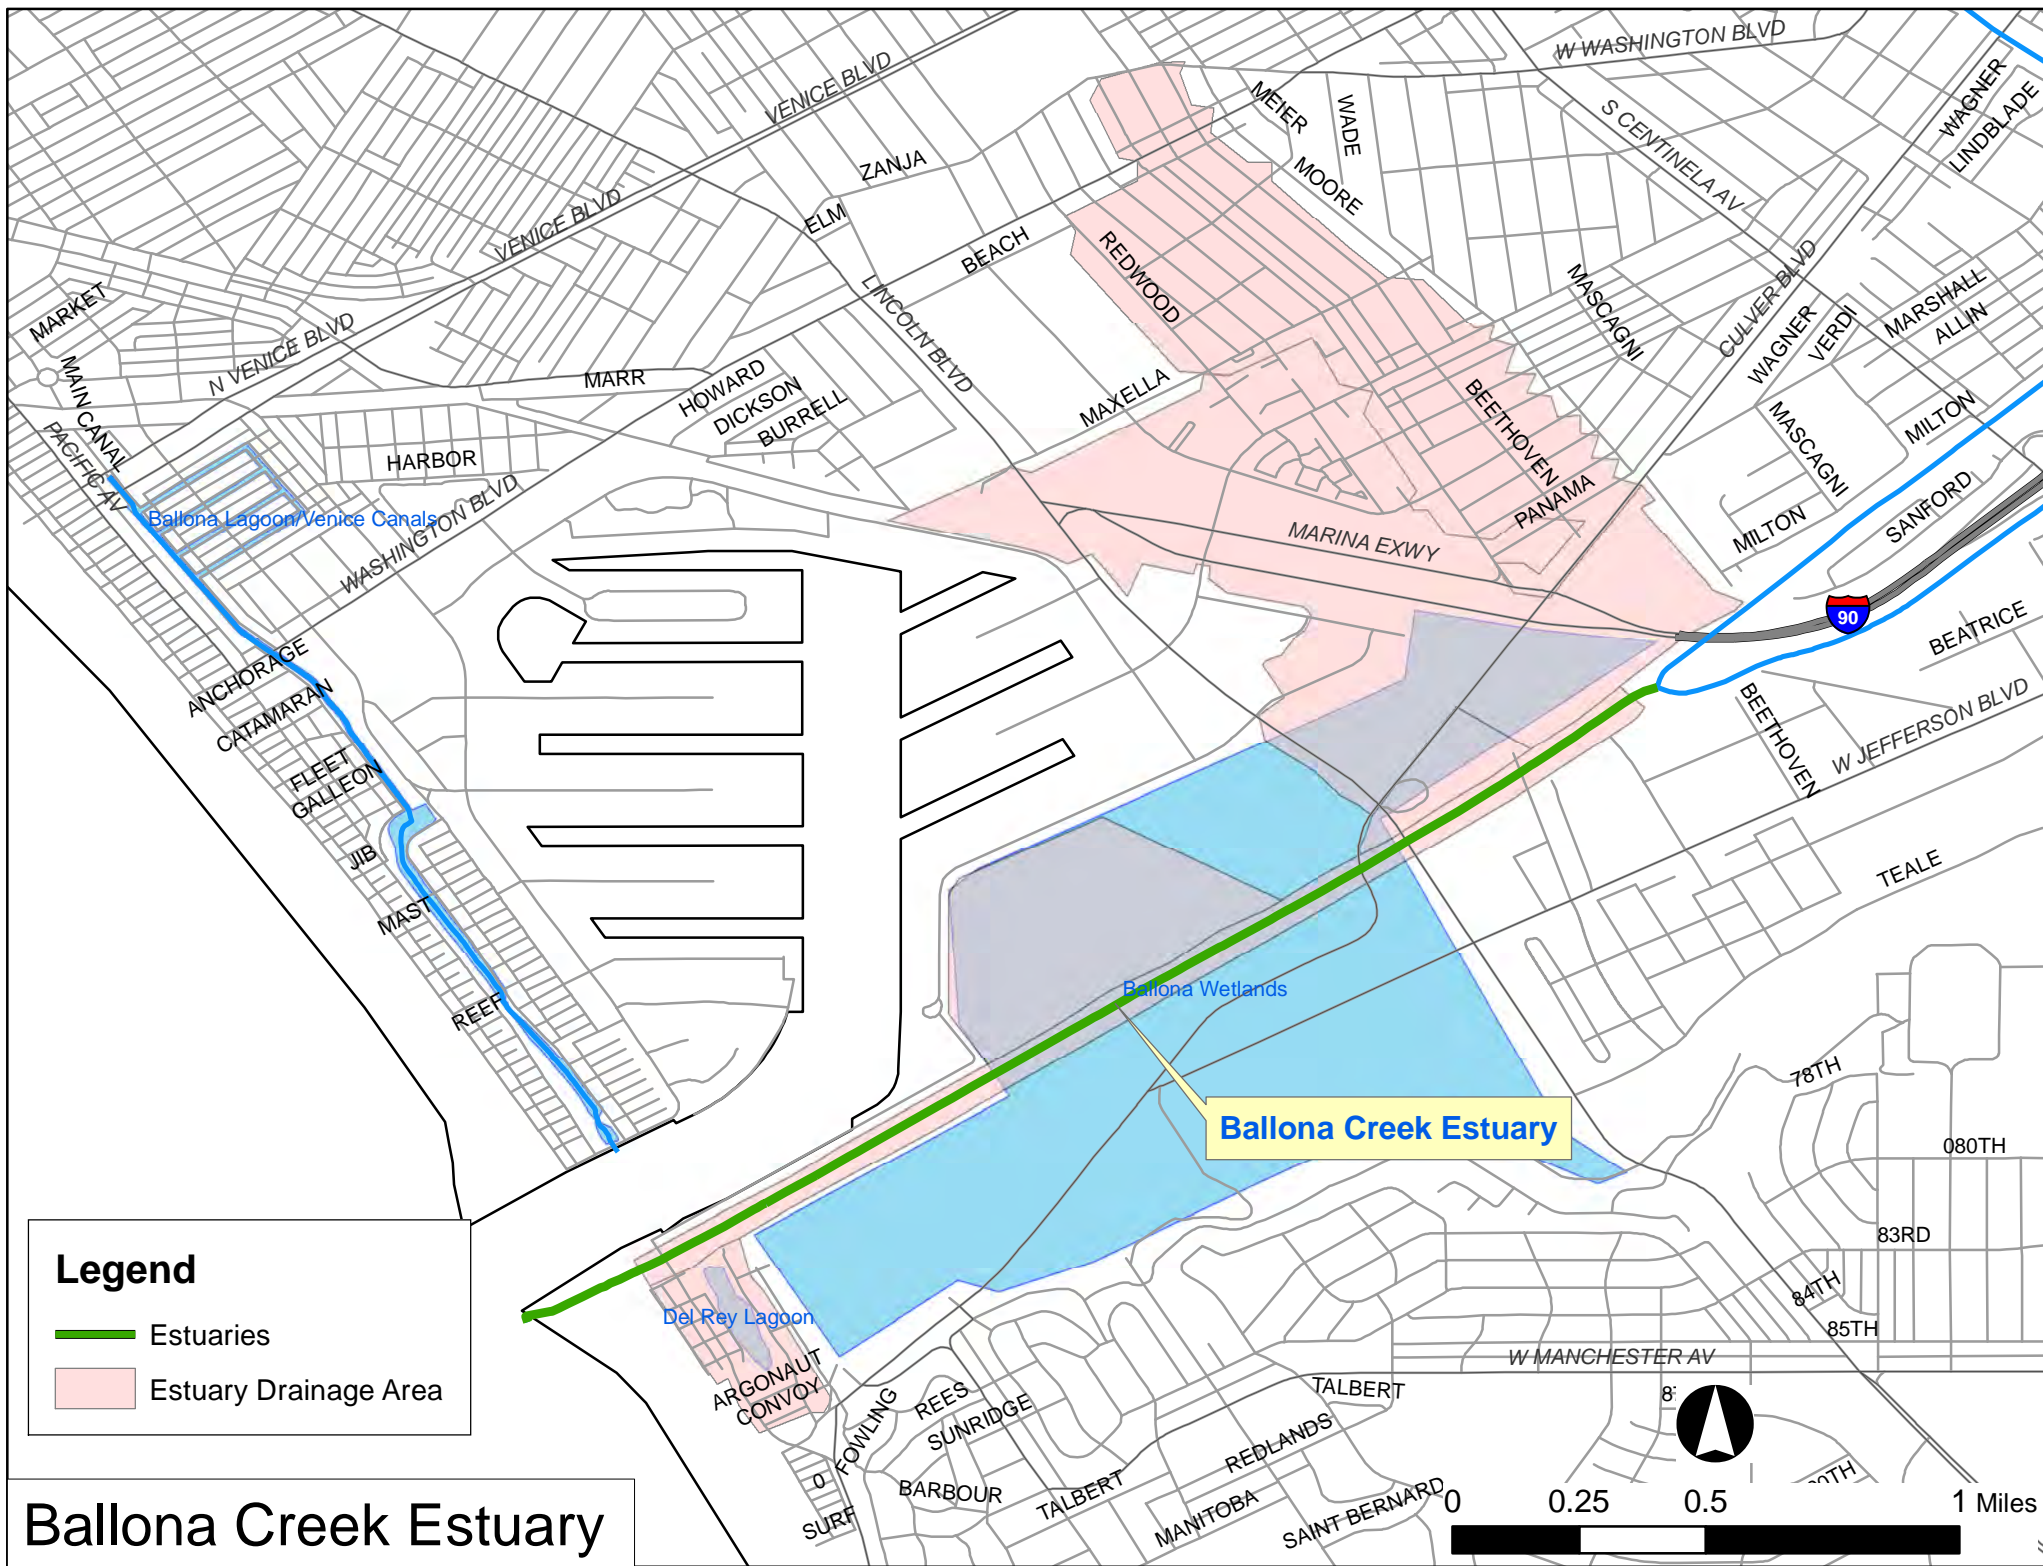 W WASHINGTON BLVD
VENICE BLVD
WAGNER
LINDBLADE
MEIER
WADE
S CENTINELA AV
ZANJA
MOORE
VENICE BLVD
ELM
BEACH
REDWOOD
LINCOLN BLVD
MASCAGNI
CULVER BLVD
MARSHALL
ALLIN
VERDI
WAGNER
MARKET
N VENICE BLVD
MAIN CANAL
MARR
HOWARD
DICKSON
BURRELL
MAXELLA
BEETHOVEN
MASCAGNI
MILTON
PACIFIC AV
HARBOR
WASHINGTON BLVD
Ballona Lagoon/Venice Canals
PANAMA
MARINA EXWY
MILTON
SANFORD
90
BEATRICE
ANCHORAGE
CATAMARAN
FLEET
GALLEON
BEETHOVEN
W JEFFERSON BLVD
JIB
MAST
TEALE
REEF
Ballona Wetlands
78TH
Ballona Creek Estuary
080TH
83RD
84TH
85TH
Legend
Estuaries
Estuary Drainage Area
Del Rey Lagoon
ARGONAUT
CONVOY
W MANCHESTER AV
TALBERT
FOWLING
REES
SUNRIDGE
REDLANDS
0
BARBOUR
TALBERT
MANITOBA
SAINT BERNARD
SURF
0 0.25 0.5 1 Miles
Ballona Creek Estuary